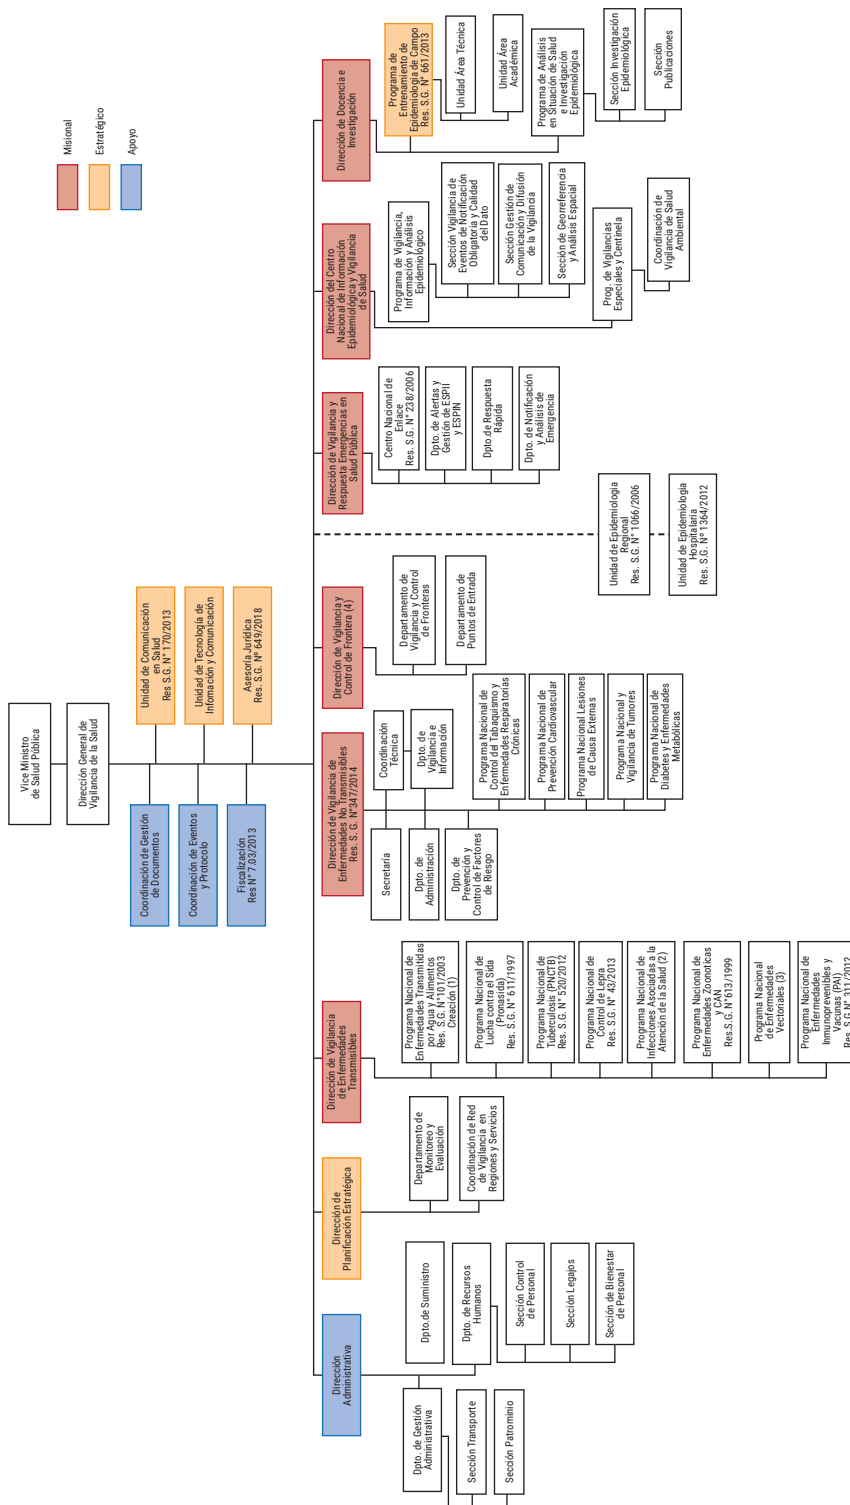 Vice Ministro
de Salud Pública
Dirección General de
Vigilancia de la Salud
Misional
Estratégico
Apoyo
Coordinación de Gestión
de Documentos
Unidad de Comunicación
en Salud
Res S.G. N° 170/2013
Coordinación de Eventos
y Protocolo
Unidad de Tecnología de
Información y Comunicación
Fiscalización
Res N° 7.03/2013
Asesoría Jurídica
Res. S.G. Nº 649/2018
Dirección
Administrativa
Dpto. de Gestión
Administrativa
Dpto.de Suministro
Sección Transporte
Sección Patrominio
Dpto. de Recursos
Humanos
Sección Control
de Personal
Sección Legajos
Sección de Bienestar
de Personal
Dirección de
Planificación Estratégica
Departamento de
Monitoreo y
Evaluación
Coordinación de Red
de Vigilancia en
Regiones y Servicios
Dirección de Vigilancia
de Enfermedades
Transmisibles
Programa Nacional de
Enfermedades Transmitidas
por Agua y Alimentos
Res. S.G. N°101/2003
Creación (1)
Programa Nacional de
Lucha contra el Sida
(Pronasida)
Res. S.G. N° 611/1997
Programa Nacional de
Tuberculosis (PNCTB)
Res. S.G. N° 520/2012
Programa Nacional de
Control de Lepra
Res. S.G. N° 43/2013
Programa Nacional de
Infecciones Asociadas a la
Atención de la Salud (2)
Programa Nacional de
Enfermedades Zoonoticas
y CAN
Res.S.G. N°613/1999
Programa Nacional
de Enfermedades
Vectoriales (3)
Programa Nacional de
Enfermedades
Inmunoprevenibles y
Vacunas (PAI)
Res. S.G N° 311/2012
Dirección de Vigilancia de
Enfermedades No Transmisibles
Res. S. G. N°347/2014
Secretaría
Coordinación
Técnica
Dpto. de
Administración
Dpto. de
Vigilancia e
Información
Dpto. de
Prevención y
Control de Factores
de Riesgo
Programa Nacional de
Control del Tabaquismo y
Enfermedades Respiratorias
Crónicas
Programa Nacional de
Prevención Cardiovascular
Programa Nacional Lesiones
de Causa Externas
Programa Nacional y
Vigilancia de Tumores
Programa Nacional de
Diabetes y Enfermedades
Metabólicas
Dirección de Vigilancia y
Control de Frontera (4)
Departamento de
Vigilancia y Control
de Fronteras
Departamento de
Puntos de Entrada
Unidad de Epidemiologia
Regional
Res. S.G. N° 1066/2006
Unidad de Epidemiología
Hospitalaria
Res. S.G. Nº 1364/2012
Dirección de Vigilancia y
Respuesta Emergencias en
Salud Pública
Centro Nacional de
Enlace
Res. S.G. N° 238/2006
Dpto. de Alertas y
Gestión de ESPII
y ESPIN
Dpto.de Respuesta
Rápida
Dpto. de Notificación
y Análisis de
Emergencia
Dirección del Centro
Nacional de Información
Epidemiológica y Vigilancia
de Salud
Programa de Vigilancia,
Información y Análisis
Epidemiológico
Sección Vigilancia de
Eventos de Notificación
Obligatoria y Calidad
del Dato
Sección Gestión de
Comunicación y Difusión
de la Vigilancia
Sección de Georreferencia
y Análisis Espacial
Prog. de Vigilancias
Especiales y Centinela
Coordinación de
Vigilancia de Salud
Ambiental
Dirección de Docencia e
Investigación
Programa de
Entrenamiento de
Epidemiología de Campo
Res. S.G. N° 661/2013
Unidad Área Técnica
Unidad Área
Académica
Programa de Análisis
en Situación de Salud
e Investigación
Epidemiológica
Sección Investigación
Epidemiológica
Sección
Publicaciones